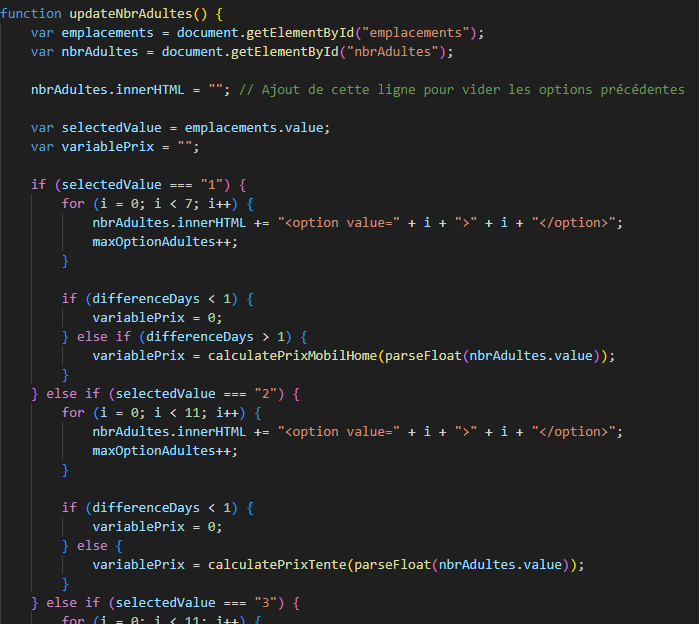 function updateNbrAdultes() {
    var emplacements = document.getElementById("emplacements");
    var nbrAdultes = document.getElementById("nbrAdultes");

    nbrAdultes.innerHTML = ""; // Ajout de cette ligne pour vider les options précédentes

    var selectedValue = emplacements.value;
    var variablePrix = "";

    if (selectedValue === "1") {
        for (i = 0; i < 7; i++) {
            nbrAdultes.innerHTML += "<option value=" + i + ">" + i + "</option>";
            maxOptionAdultes++;
        }

        if (differenceDays < 1) {
            variablePrix = 0;
        } else if (differenceDays > 1) {
            variablePrix = calculatePrixMobilHome(parseFloat(nbrAdultes.value));
        }
    } else if (selectedValue === "2") {
        for (i = 0; i < 11; i++) {
            nbrAdultes.innerHTML += "<option value=" + i + ">" + i + "</option>";
            maxOptionAdultes++;
        }

        if (differenceDays < 1) {
            variablePrix = 0;
        } else {
            variablePrix = calculatePrixTente(parseFloat(nbrAdultes.value));
        }
    } else if (selectedValue === "3") {
        for (i = 0; i < 11; i++) {